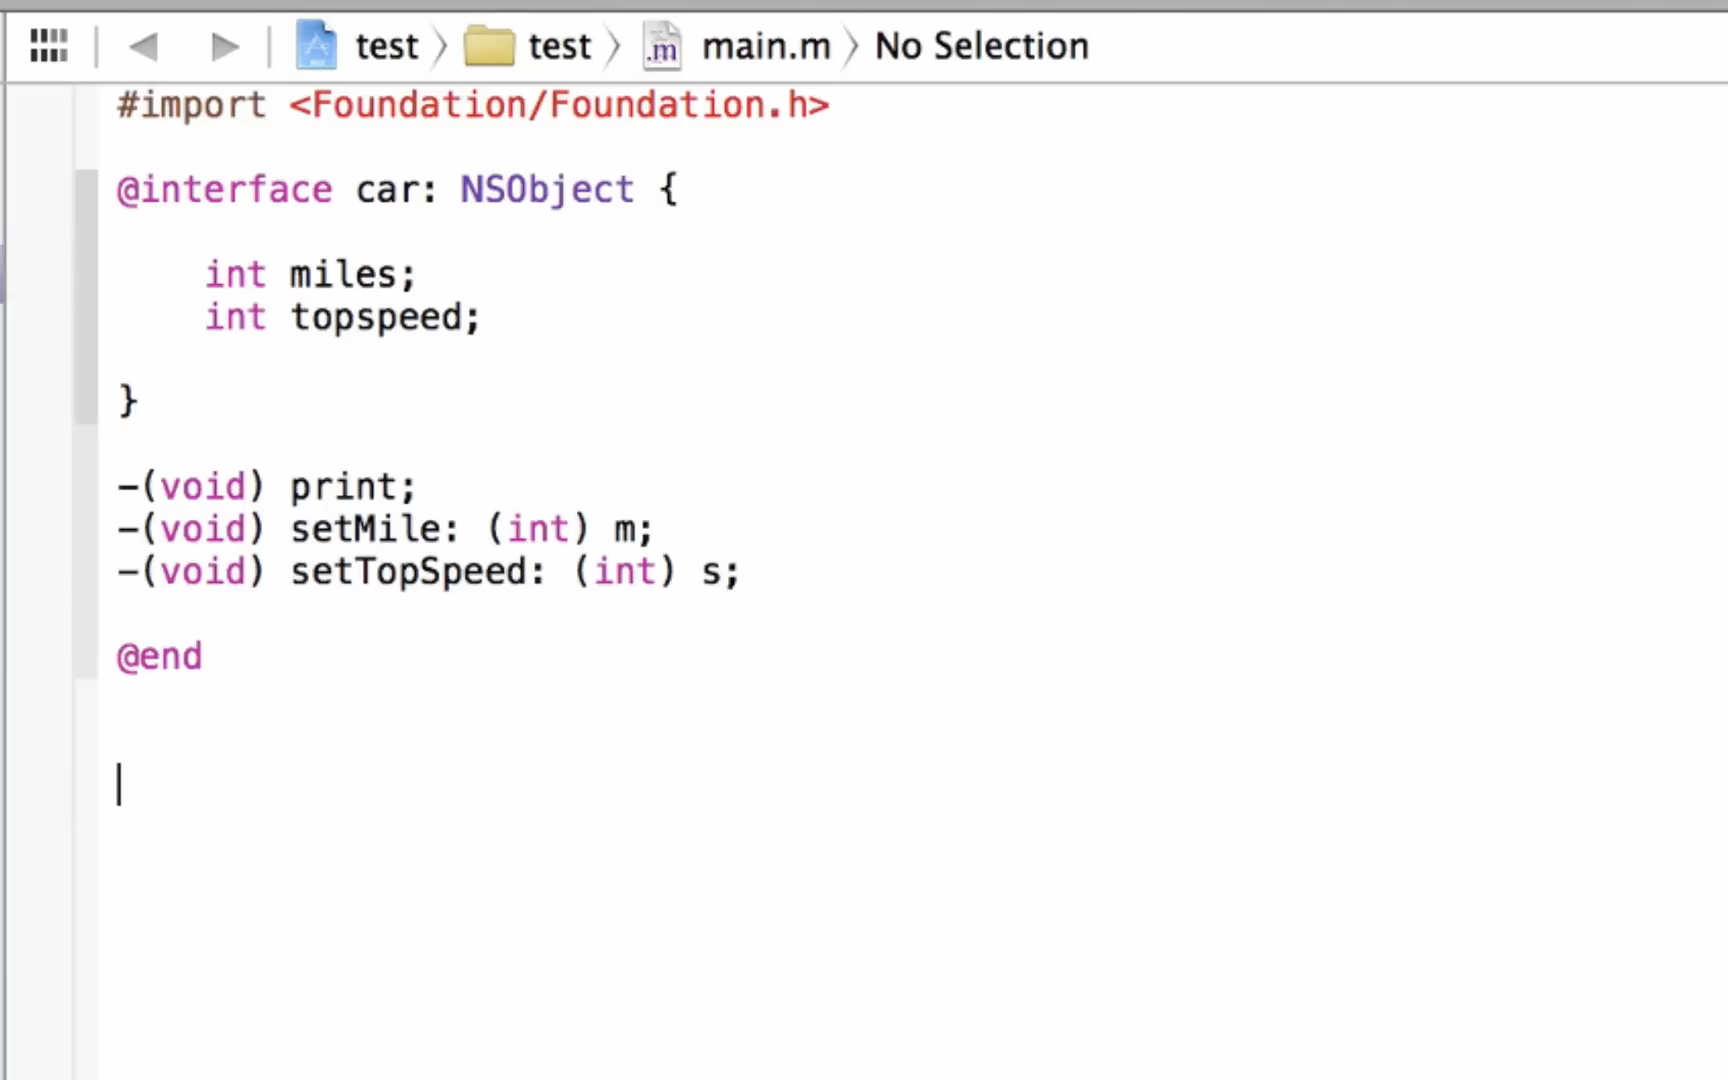 test test .m main.m No Selection
#import <Foundation/Foundation.h>
@interface car: NSObject {
int miles;
int topspeed;
}
-(void) print;
-(void) setMile: (int) m;
-(void) setTopSpeed: (int) s;
@end